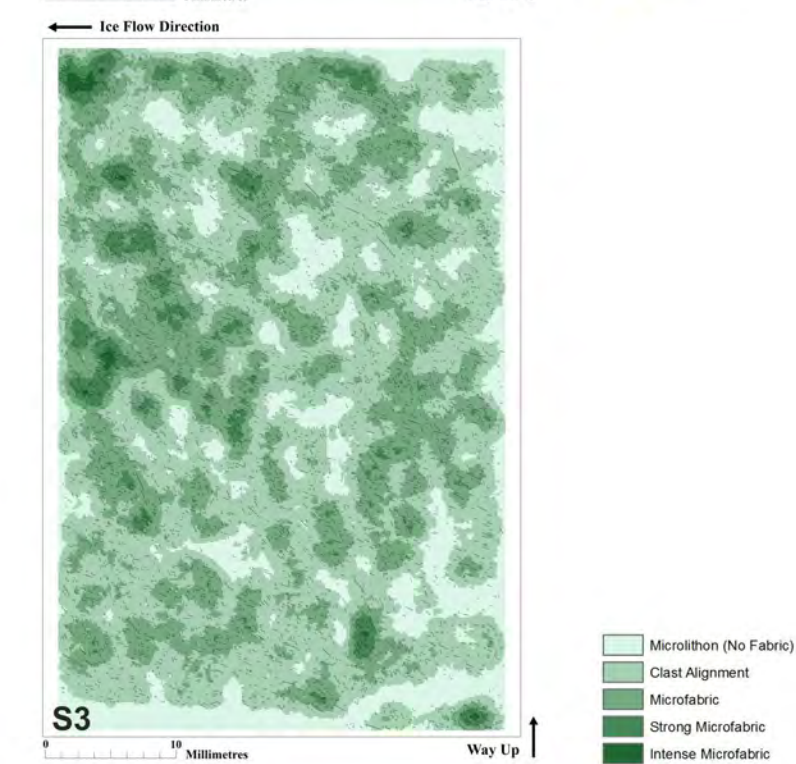 Ice Flow Direction
S3
0 10
Millimetres
Way Up
Microlithon (No Fabric)
Clast Alignment
Microfabric
Strong Microfabric
Intense Microfabric